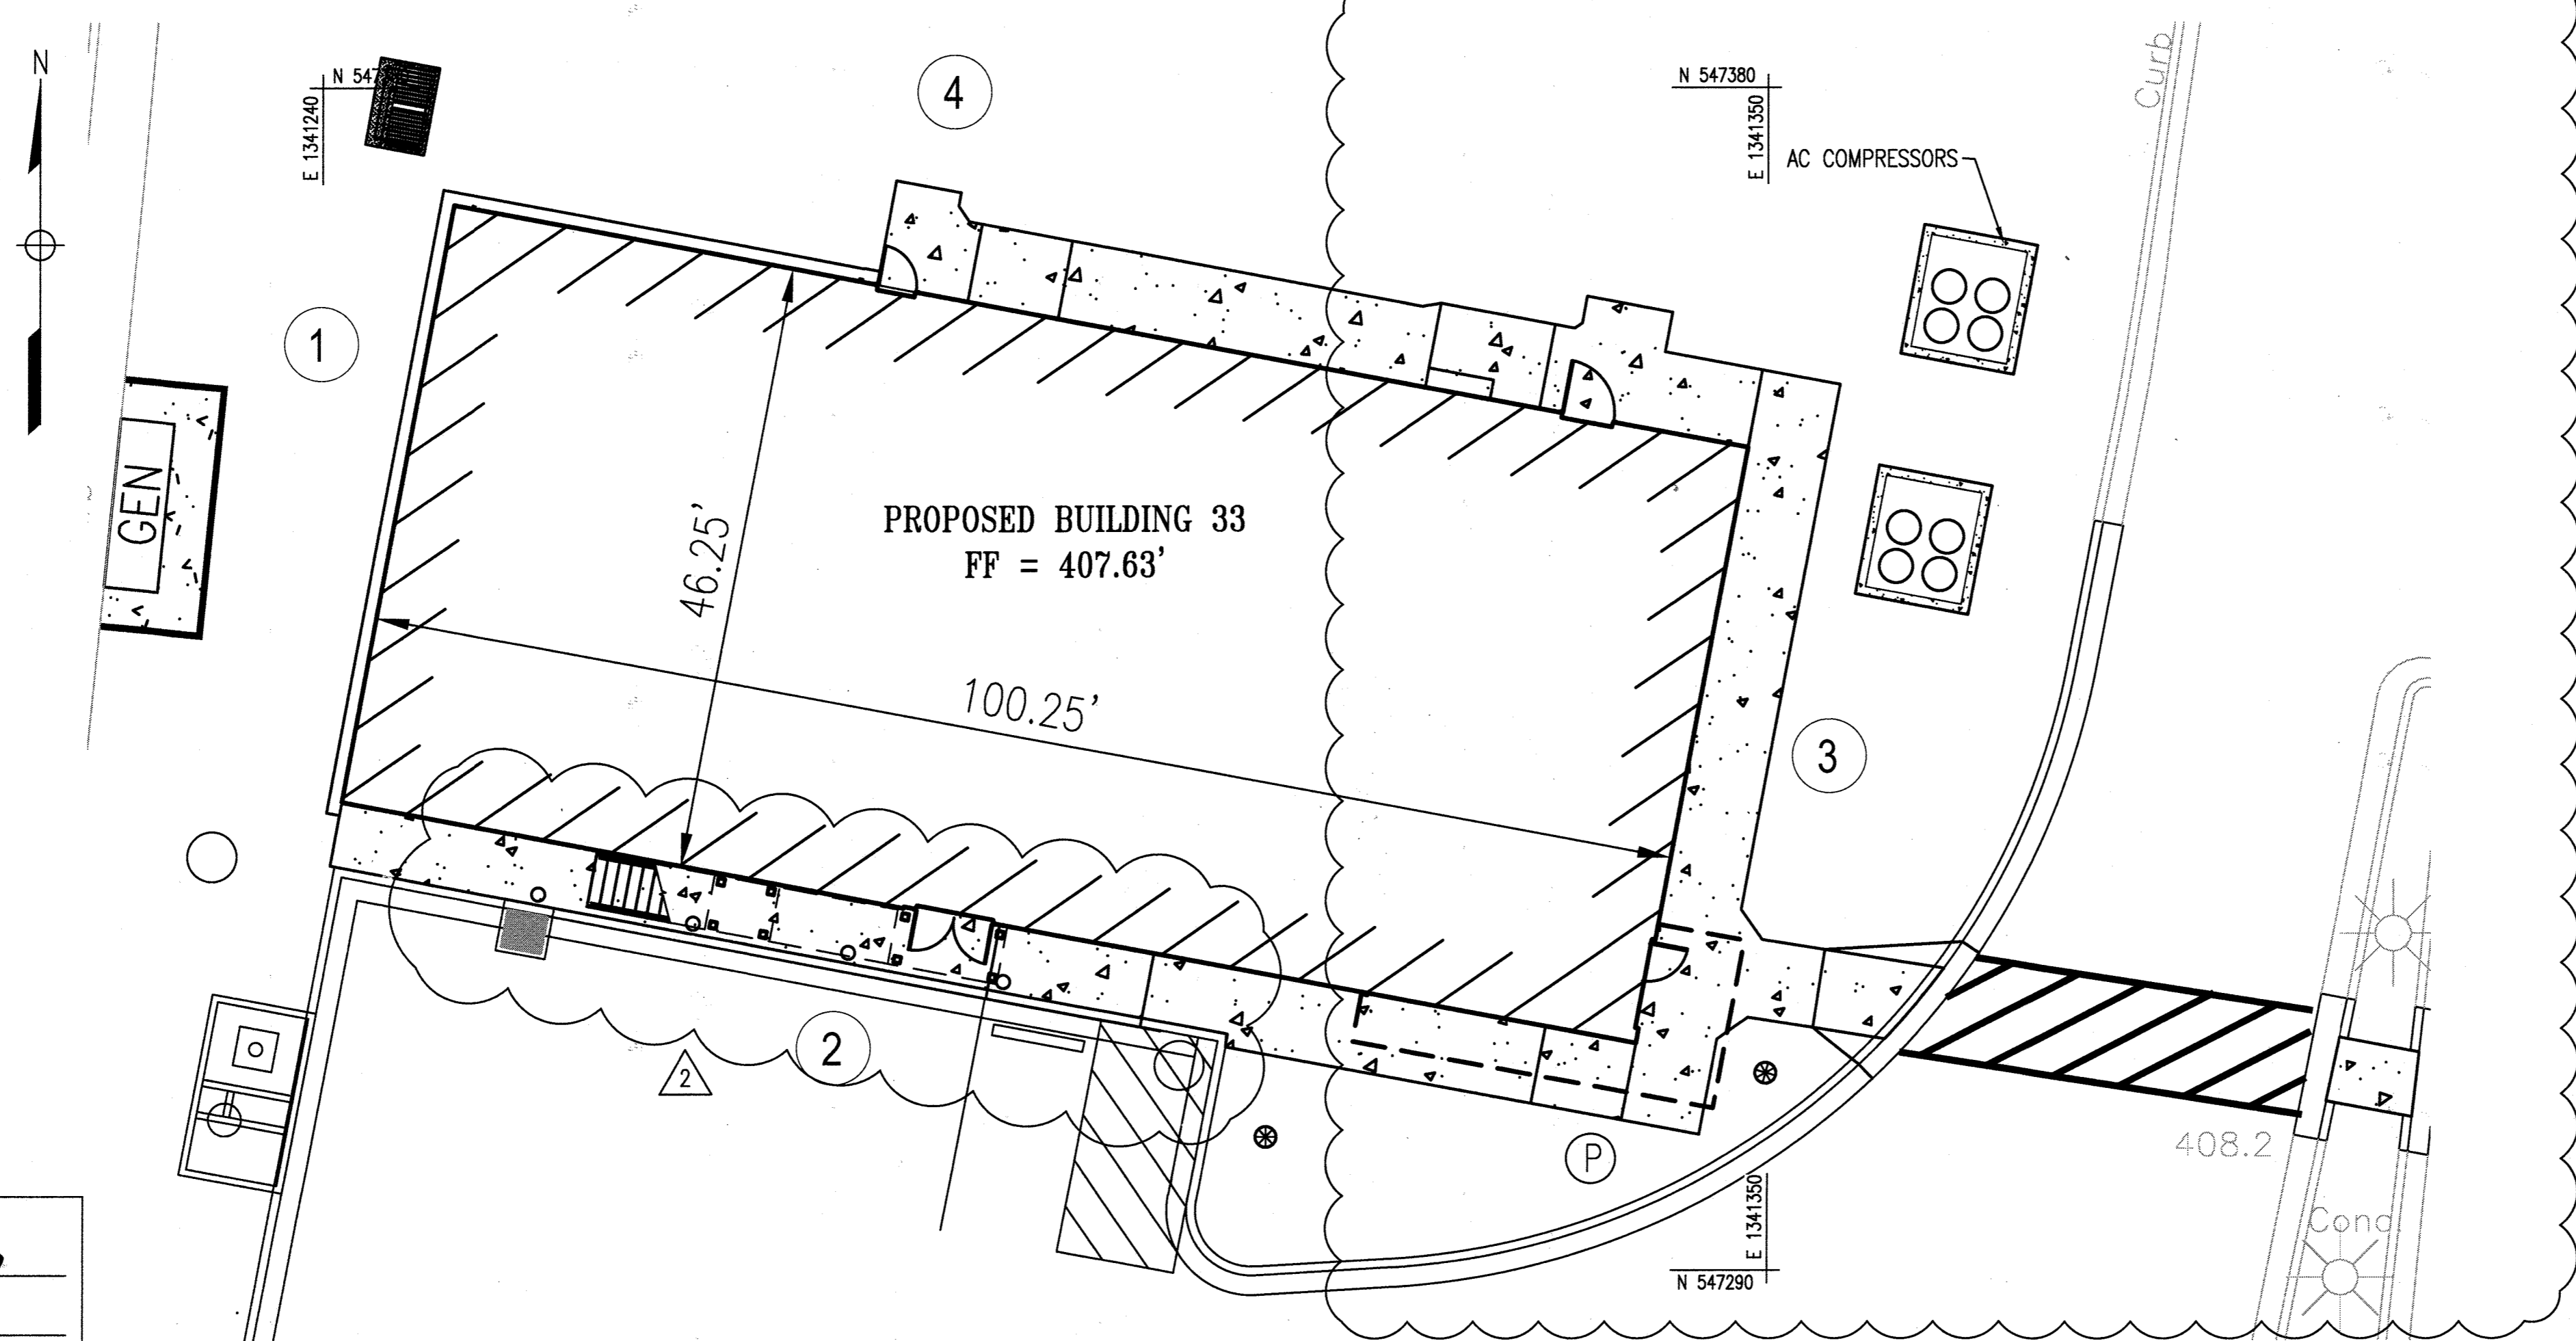 N
N 547
E 1341240
4
N 547380
E 1341350
AC COMPRESSORS
Curb
1
GEN
PROPOSED BUILDING 33
FF = 407.63'
46.25'
100.25'
3
2
2
P
408.2
E 1341350
N 547290
Conc